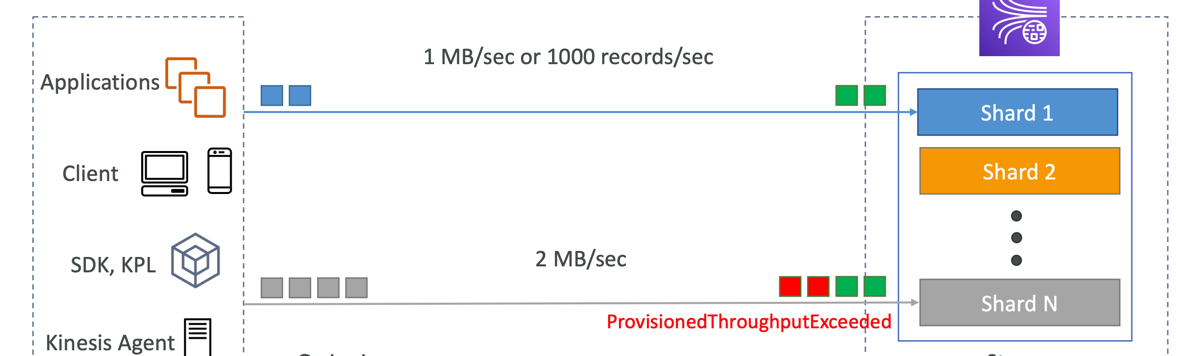 Applications
1 MB/sec or 1000 records/sec
Shard 1
Client
Shard 2
SDK, KPL
2 MB/sec
Shard N
ProvisionedThroughputExceeded
Kinesis Agent